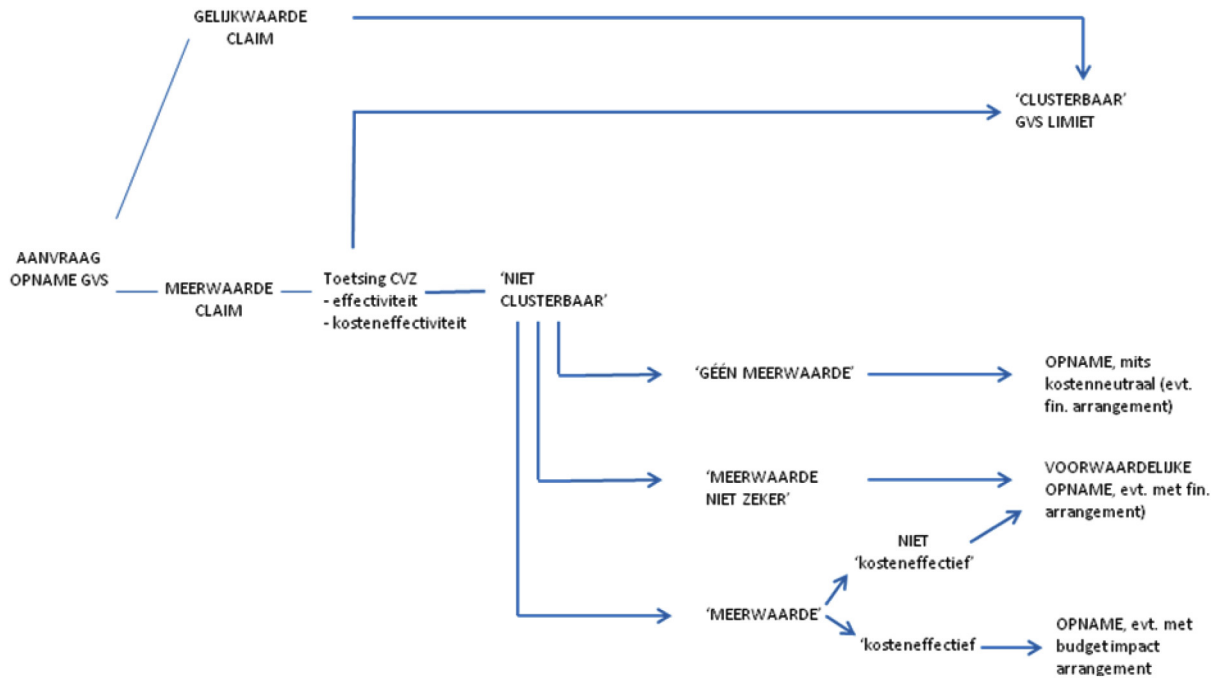 GELIJKWAARDE
CLAIM
'CLUSTERBAAR'
GVS LIMIET
AANVRAAG
OPNAME GVS
MEERWAARDE
CLAIM
Toetsing CVZ
- effectiviteit
- kosteneffectiviteit
'NIET
CLUSTERBAAR'
'GÉÉN MEERWAARDE'
OPNAME, mits
kostenneutraal (evt.
fin. arrangement)
'MEERWAARDE
NIET ZEKER'
VOORWAARDELIJKE
OPNAME, evt. met fin.
arrangement)
NIET
'kosteneffectief'
'MEERWAARDE'
'kosteneffectief
OPNAME, evt. met
budget impact
arrangement